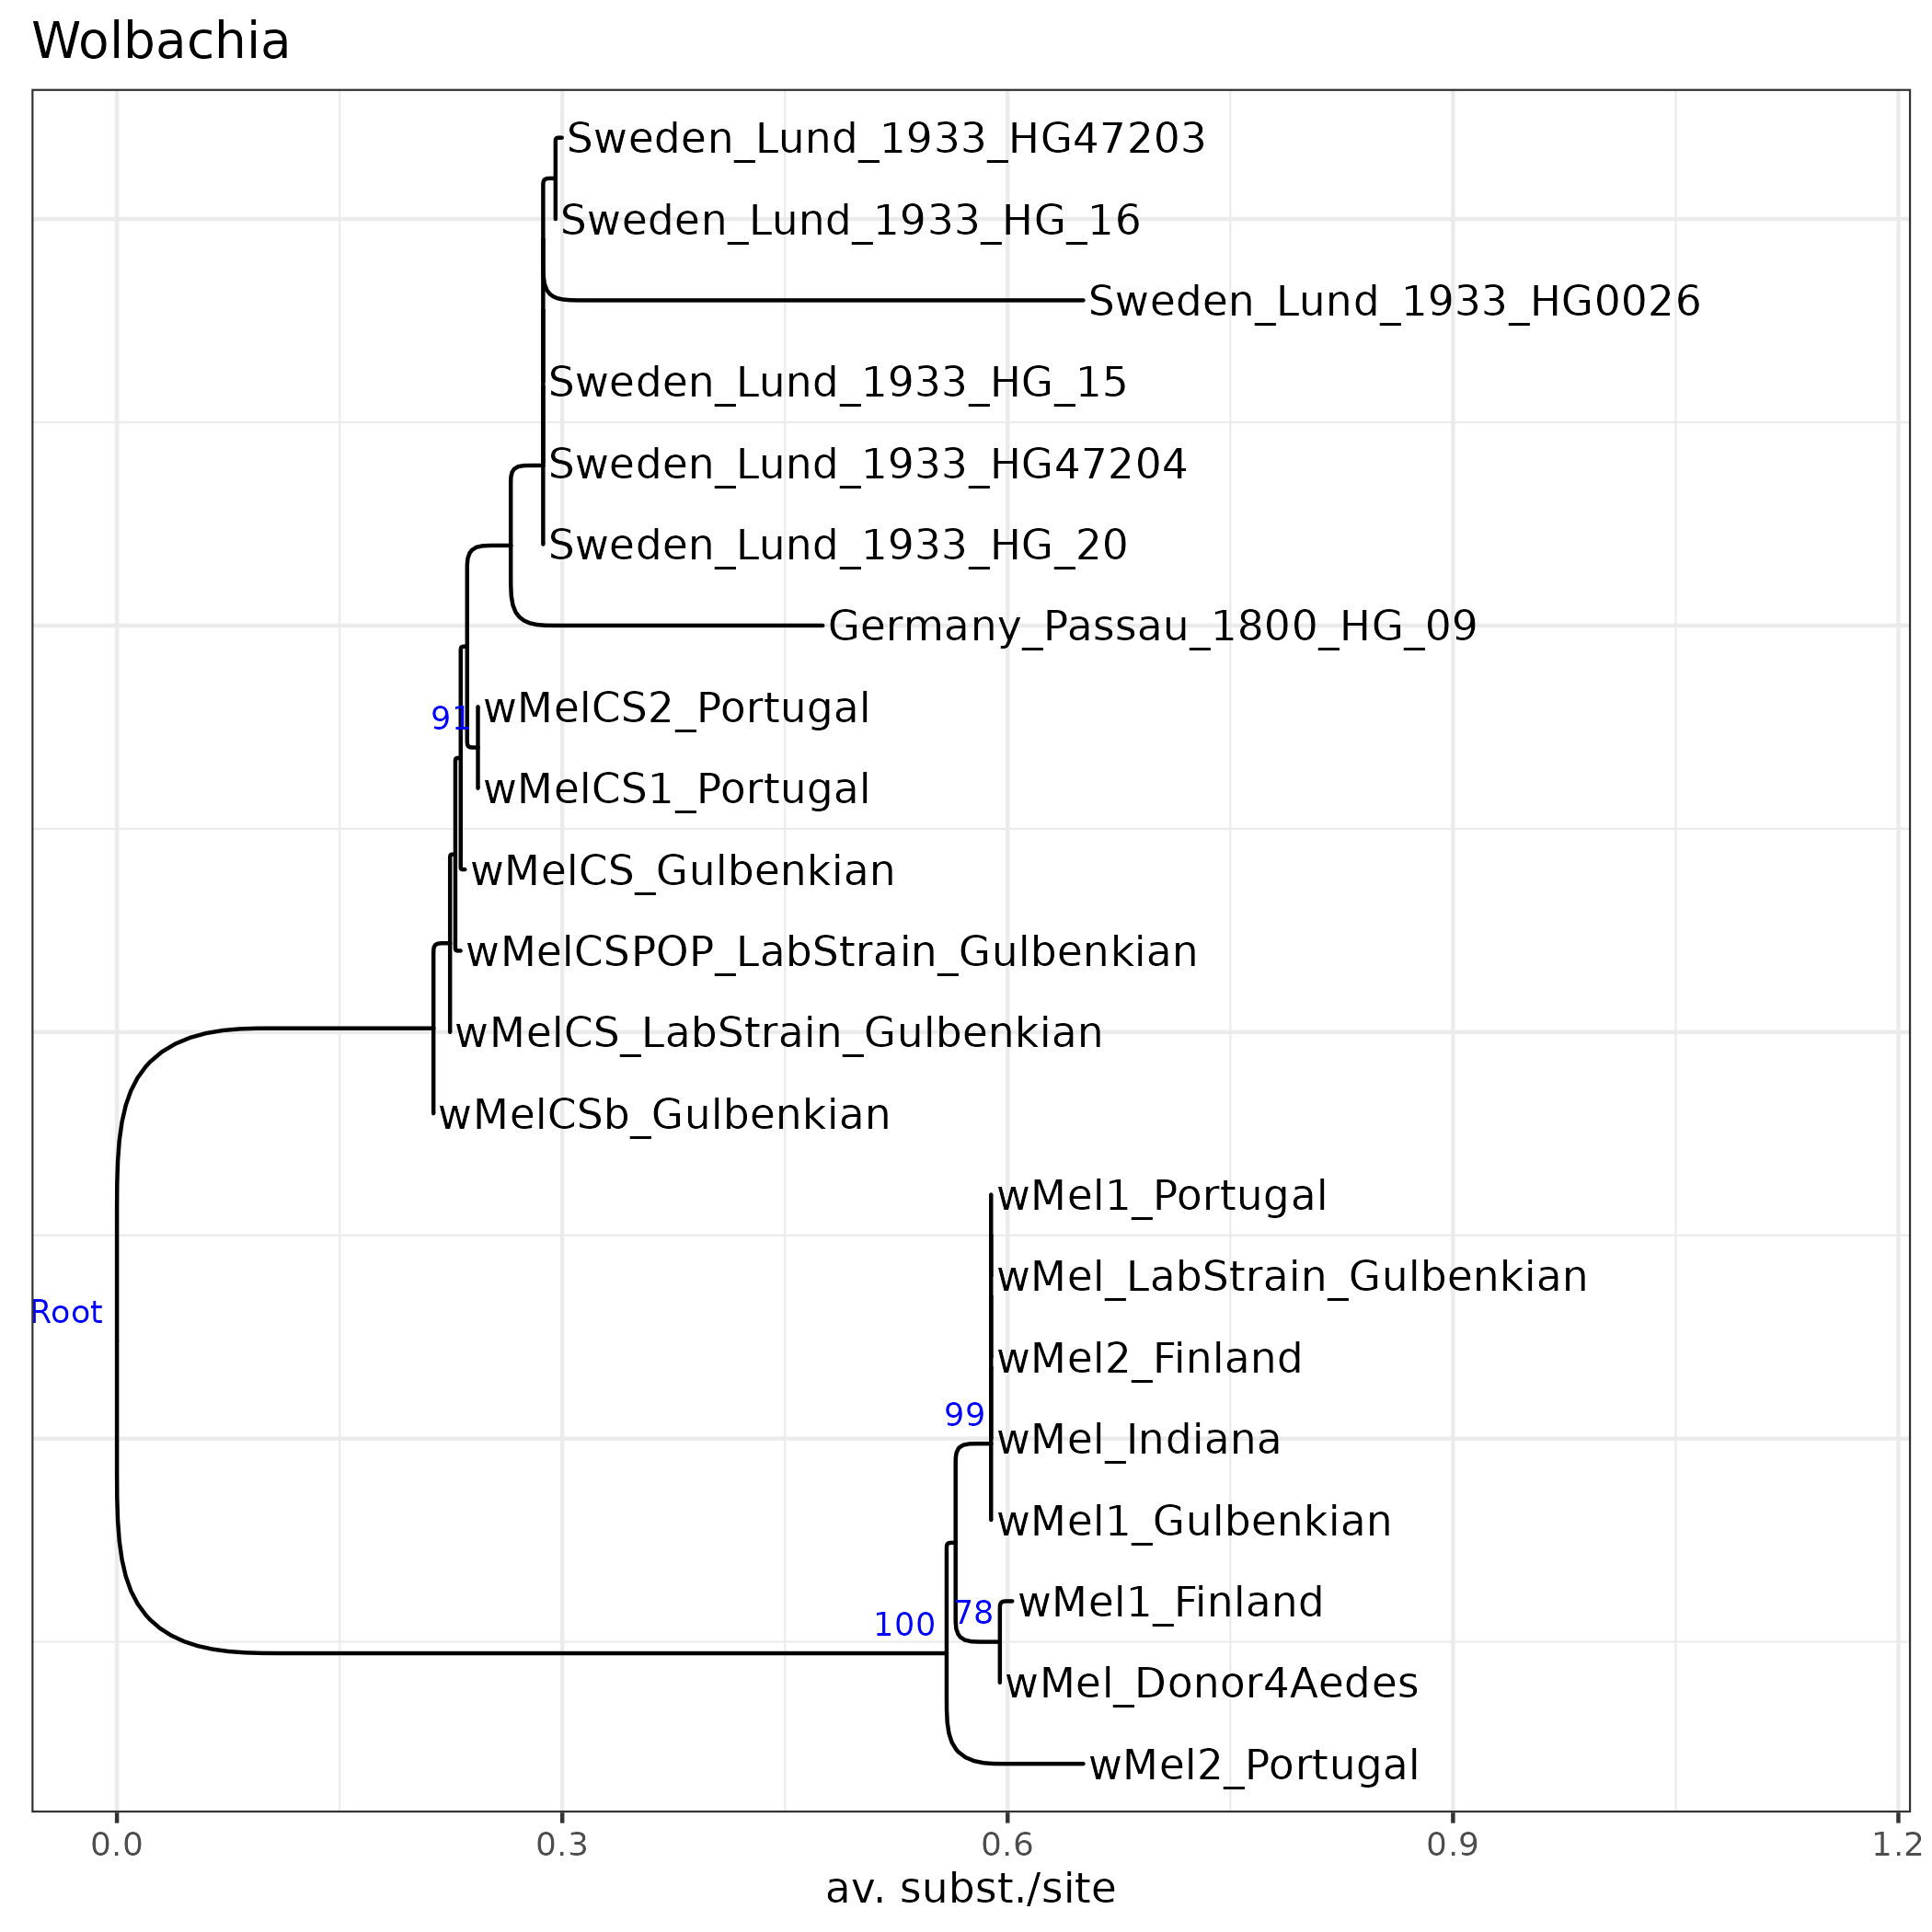 Wolbachia
Sweden_Lund_1933_HG47203
Sweden_Lund_1933_HG_16
Sweden_Lund_1933_HG0026
Sweden_Lund_1933_HG_15
Sweden_Lund_1933_HG47204
Sweden_Lund_1933_HG_20
Germany_Passau_1800_HG_09
wMelCS2_Portugal
91
wMelCS1_Portugal
wMelCS_Gulbenkian
wMelCSPOP_LabStrain_Gulbenkian
wMelCS_LabStrain_Gulbenkian
wMelCSb_Gulbenkian
wMel1_Portugal
wMel_LabStrain_Gulbenkian
Root
wMel2_Finland
99
wMel_Indiana
wMel1_Gulbenkian
wMel1_Finland
78
100
wMel_Donor4Aedes
wMel2_Portugal
0.0 0.3 0.6 0.9 1.2
av. subst./site